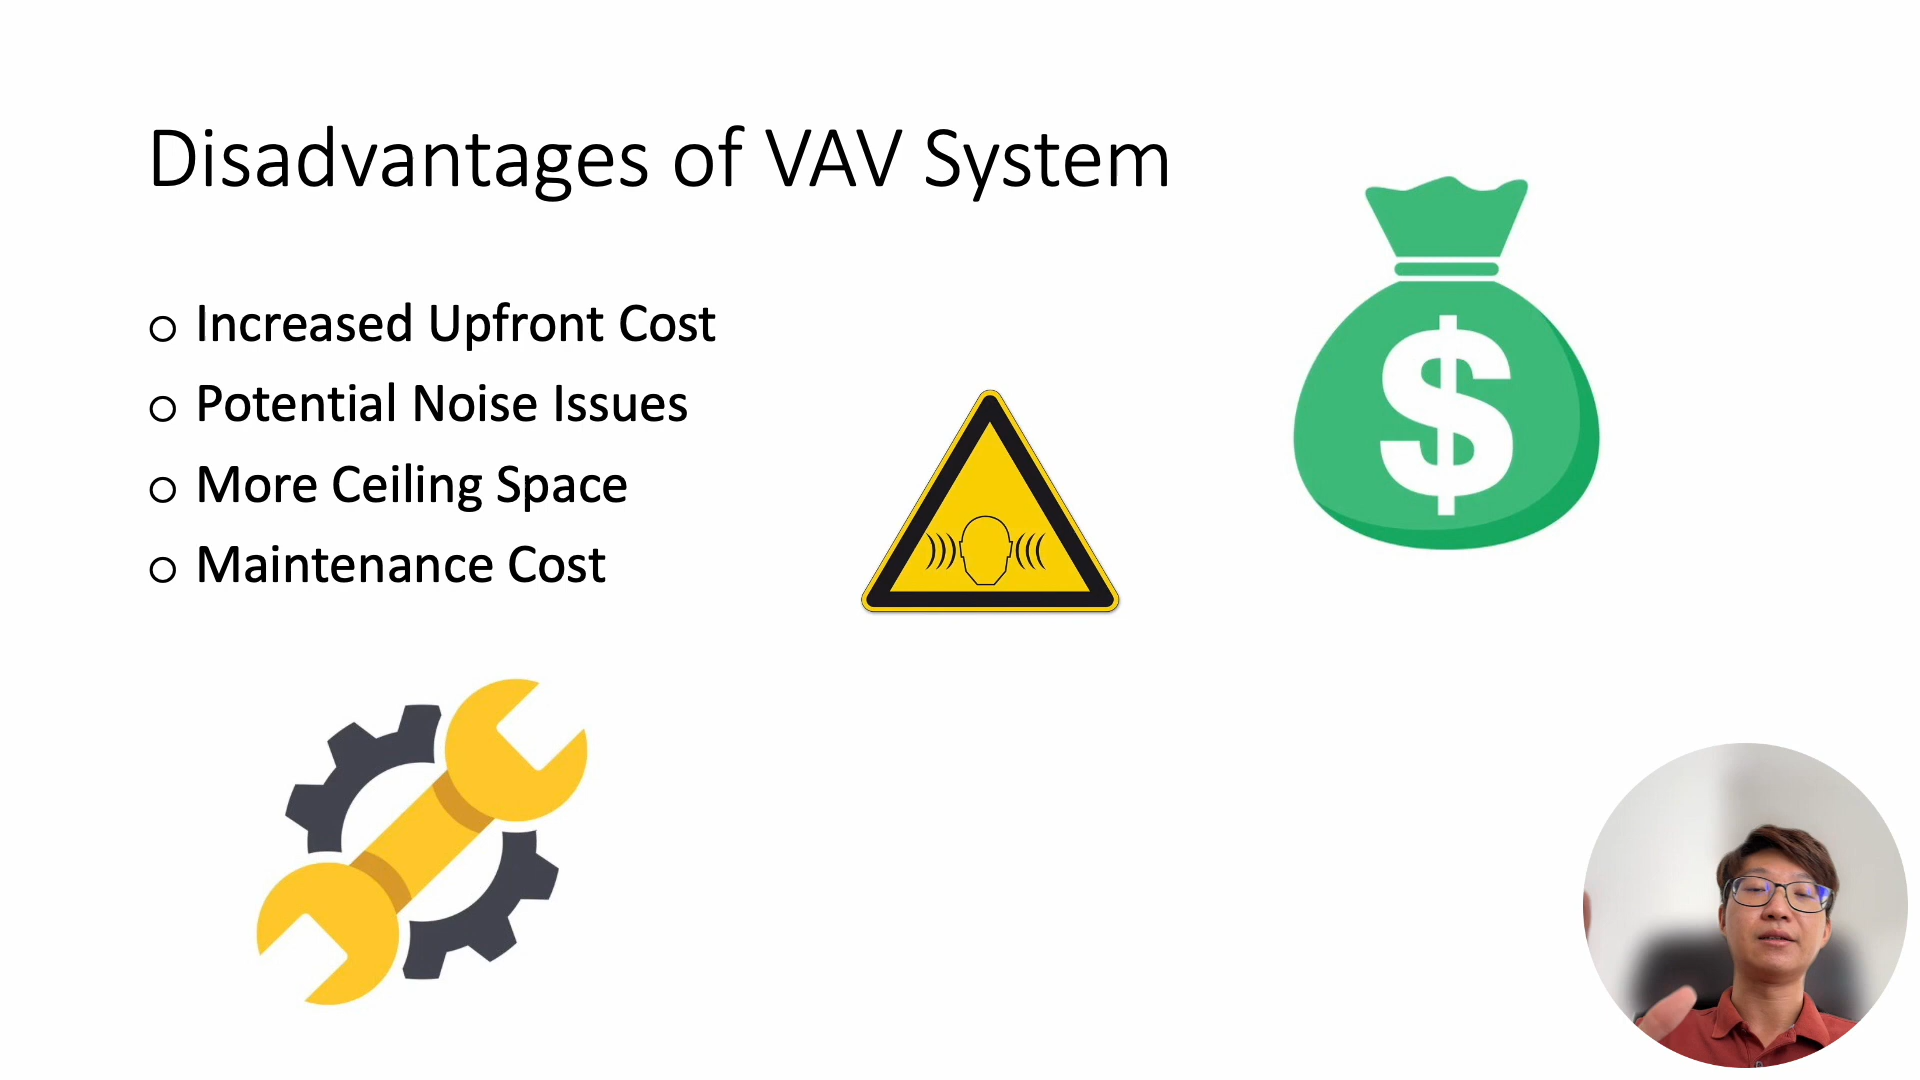 Disadvantages of VAV System
Increased Upfront Cost
Potential Noise Issues
More Ceiling Space
Maintenance Cost
$